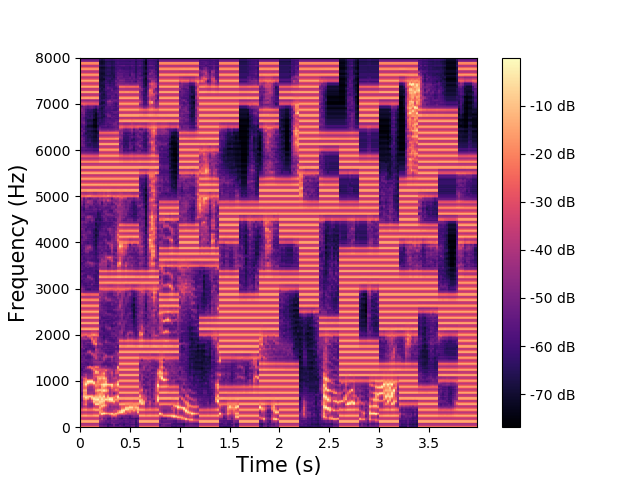 8000
7000
6000
5000
4000
3000
2000
1000
0
Frequency (Hz)
0 0.5 1 1.5 2 2.5 3 3.5
Time (s)
-10 dB
-20 dB
-30 dB
-40 dB
-50 dB
-60 dB
-70 dB